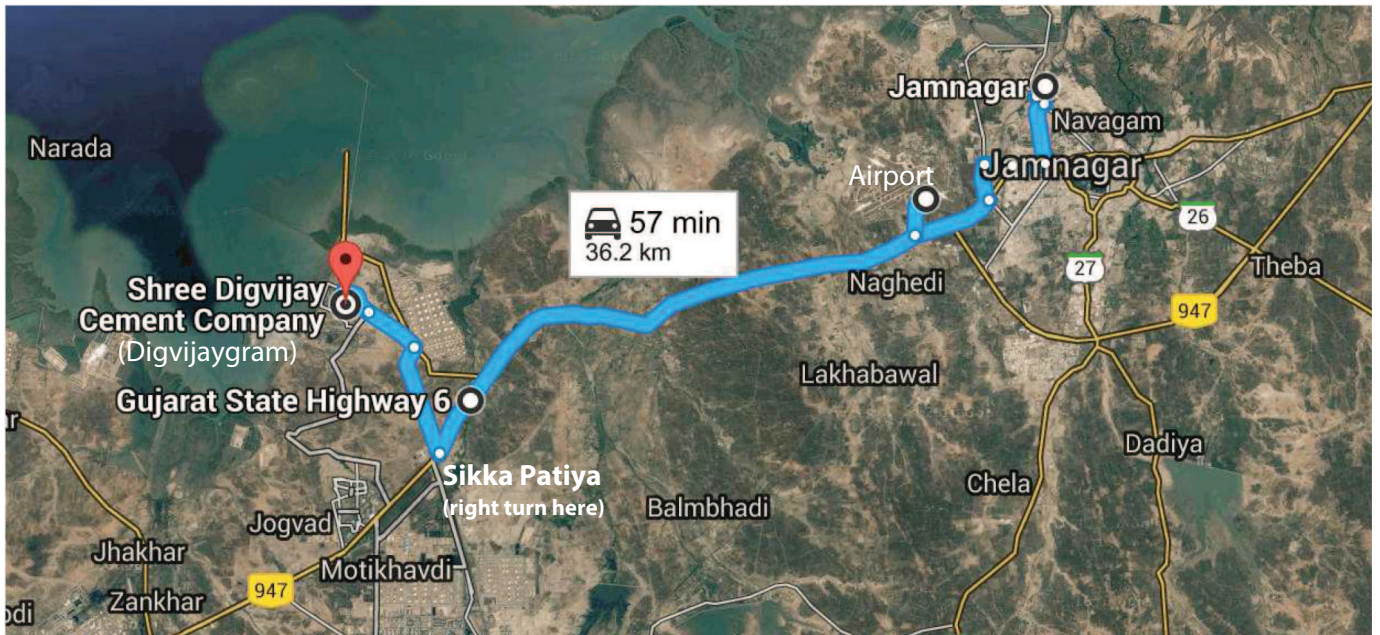 Jamnagar
Navagam
Narada
Jamnagar
Airport
57 min
36.2 km
26
Theba
27
Naghedi
947
Shree Digvijay
Cement Company
(Digvijaygram)
Lakhabawal
Gujarat State Highway 6
Dadiya
Sikka Patiya
(right turn here)
Chela
Balmbhadi
Jogvad
Jhakhar
Motikhavdi
947
Zankhar